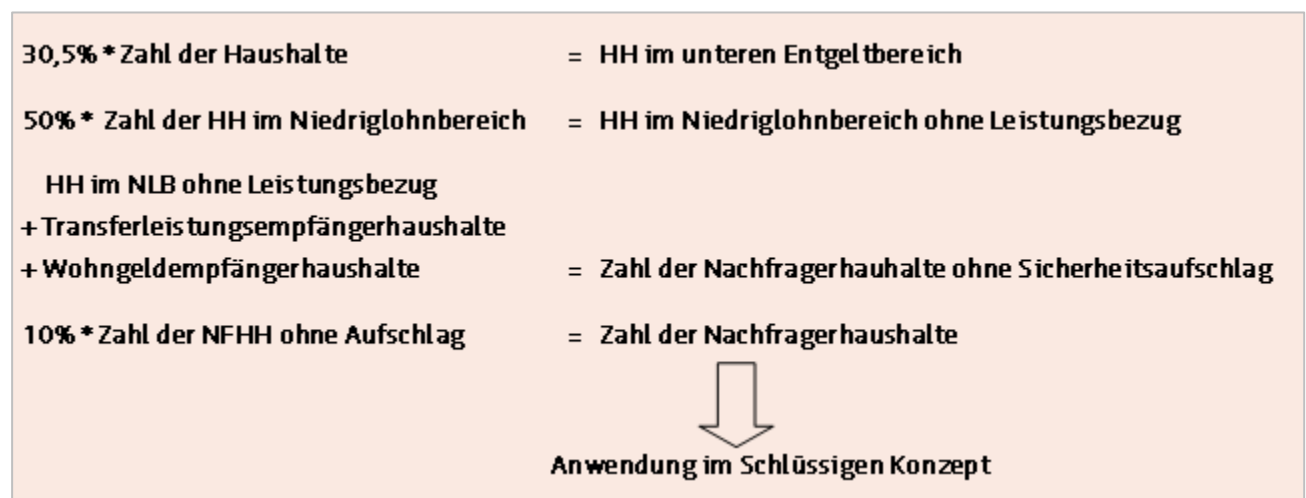 30,5% * Zahl der Haushalte = HH im unteren Entgeltbereich
50% * Zahl der HH im Niedriglohnbereich = HH im Niedriglohnbereich ohne Leistungsbezug
HH im NLB ohne Leistungsbezug
+ Transferleistungsempfängerhaushalte
+ Wohngeldempfängerhaushalte = Zahl der Nachfragerhauhalte ohne Sicherheitsaufschlag
10% * Zahl der NFHH ohne Aufschlag = Zahl der Nachfragerhaushalte
Anwendung im Schlüssigen Konzept